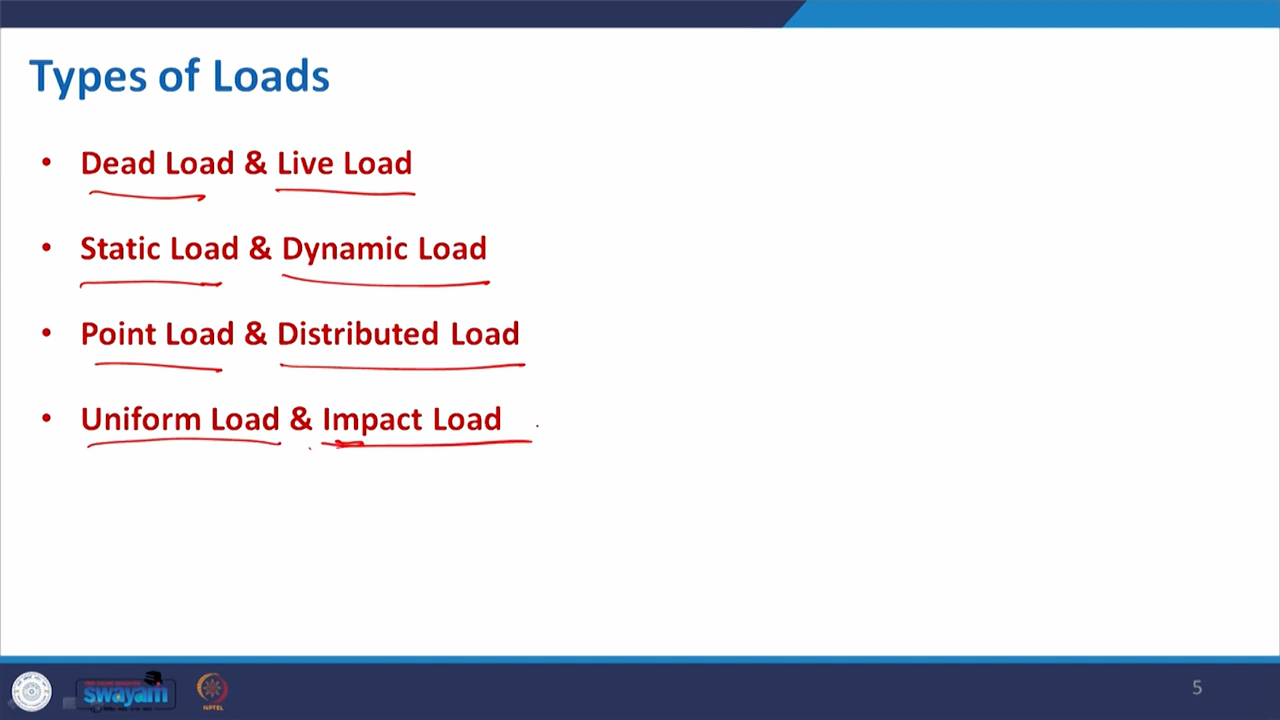 Types of Loads
• Dead Load & Live Load
• Static Load & Dynamic Load
• Point Load & Distributed Load
• Uniform Load & Impact Load
swayam
NPTEL
5